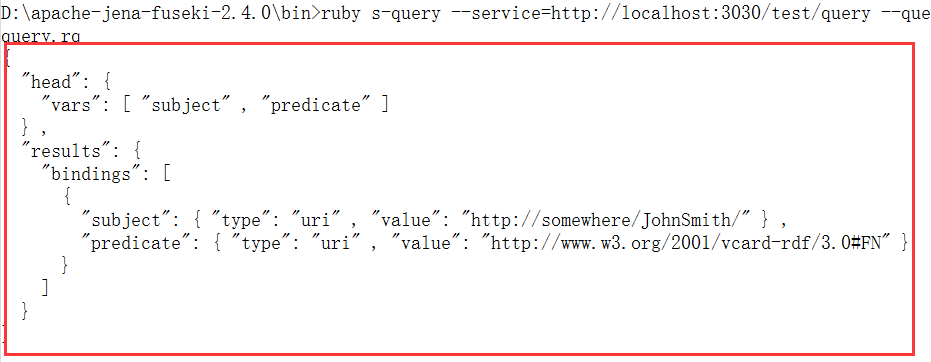 D:\apache-jena-fuseki-2.4.0\bin>ruby s-query --service=http://localhost:3030/test/query --que
query.rq
{
"head": {
"vars": [ "subject" , "predicate" ]
} ,
"results": {
"bindings": [
{
"subject": { "type": "uri" , "value": "http://somewhere/JohnSmith/" } ,
"predicate": { "type": "uri" , "value": "http://www.w3.org/2001/vcard-rdf/3.0#FN" }
}
]
}